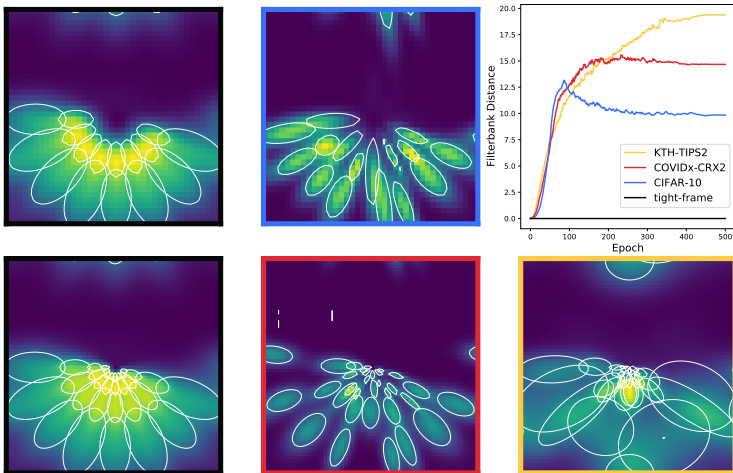 20.0
17.5
15.0
12.5
10.0
7.5
5.0
2.5
0.0
Filterbank Distance
KTH-TIPS2
COVIDx-CRX2
CIFAR-10
tight-frame
0 100 200 300 400 500
Epoch